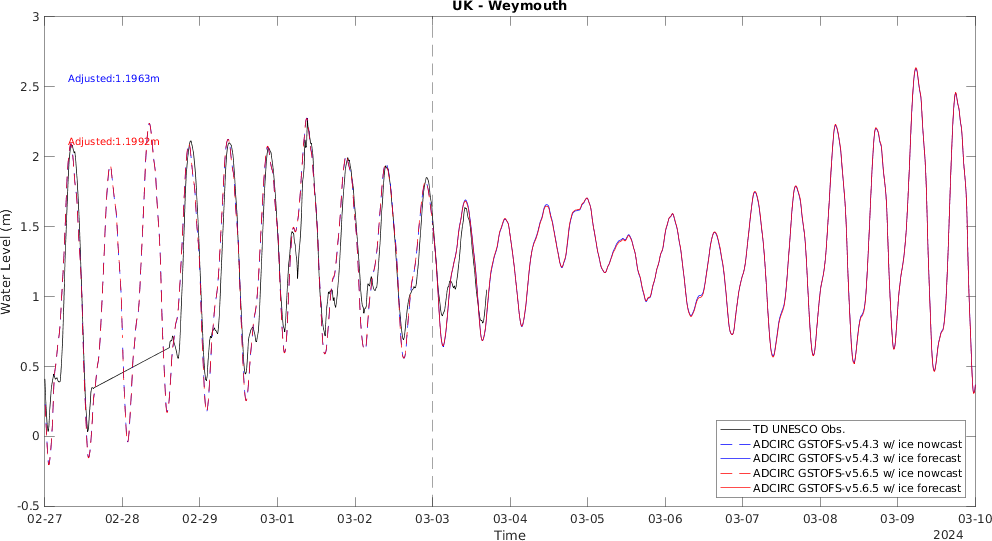 UK - Weymouth
3
2.5
2
1.5
1
0.5
0
-0.5
Water Level (m)
Adjusted:1.1963m
Adjusted:1.1992m
TD UNESCO Obs.
ADCIRC GSTOFS-v5.4.3 w/ ice nowcast
ADCIRC GSTOFS-v5.4.3 w/ ice forecast
ADCIRC GSTOFS-v5.6.5 w/ ice nowcast
ADCIRC GSTOFS-v5.6.5 w/ ice forecast
02-27 02-28 02-29 03-01 03-02 03-03 03-04 03-05 03-06 03-07 03-08 03-09 03-10
Time
2024